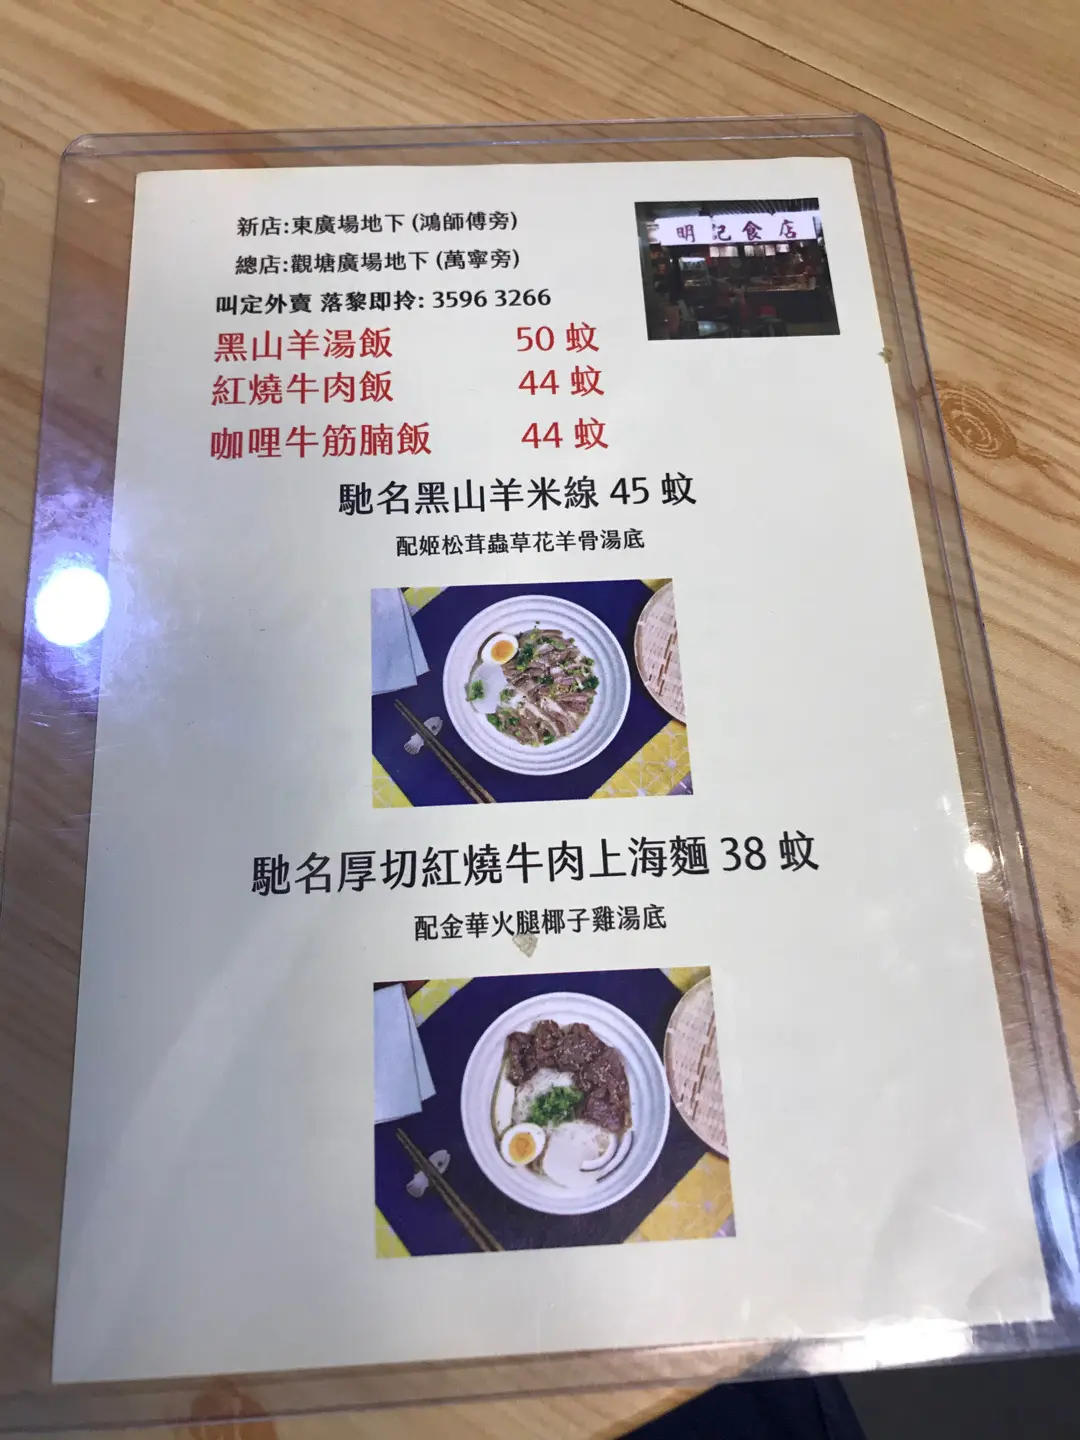 新店:東廣場地下 (鴻師傅旁)
總店:觀塘廣場地下 (萬寧旁)
叫定外賣 落黎即拎: 3596 3266
明記食店
黑山羊湯飯 50 蚊
紅燒牛肉飯 44 蚊
咖哩牛筋腩飯 44 蚊
馳名黑山羊米線 45 蚊
配姬松茸蟲草花羊骨湯底
馳名厚切紅燒牛肉上海麵 38 蚊
配金華火腿椰子雞湯底